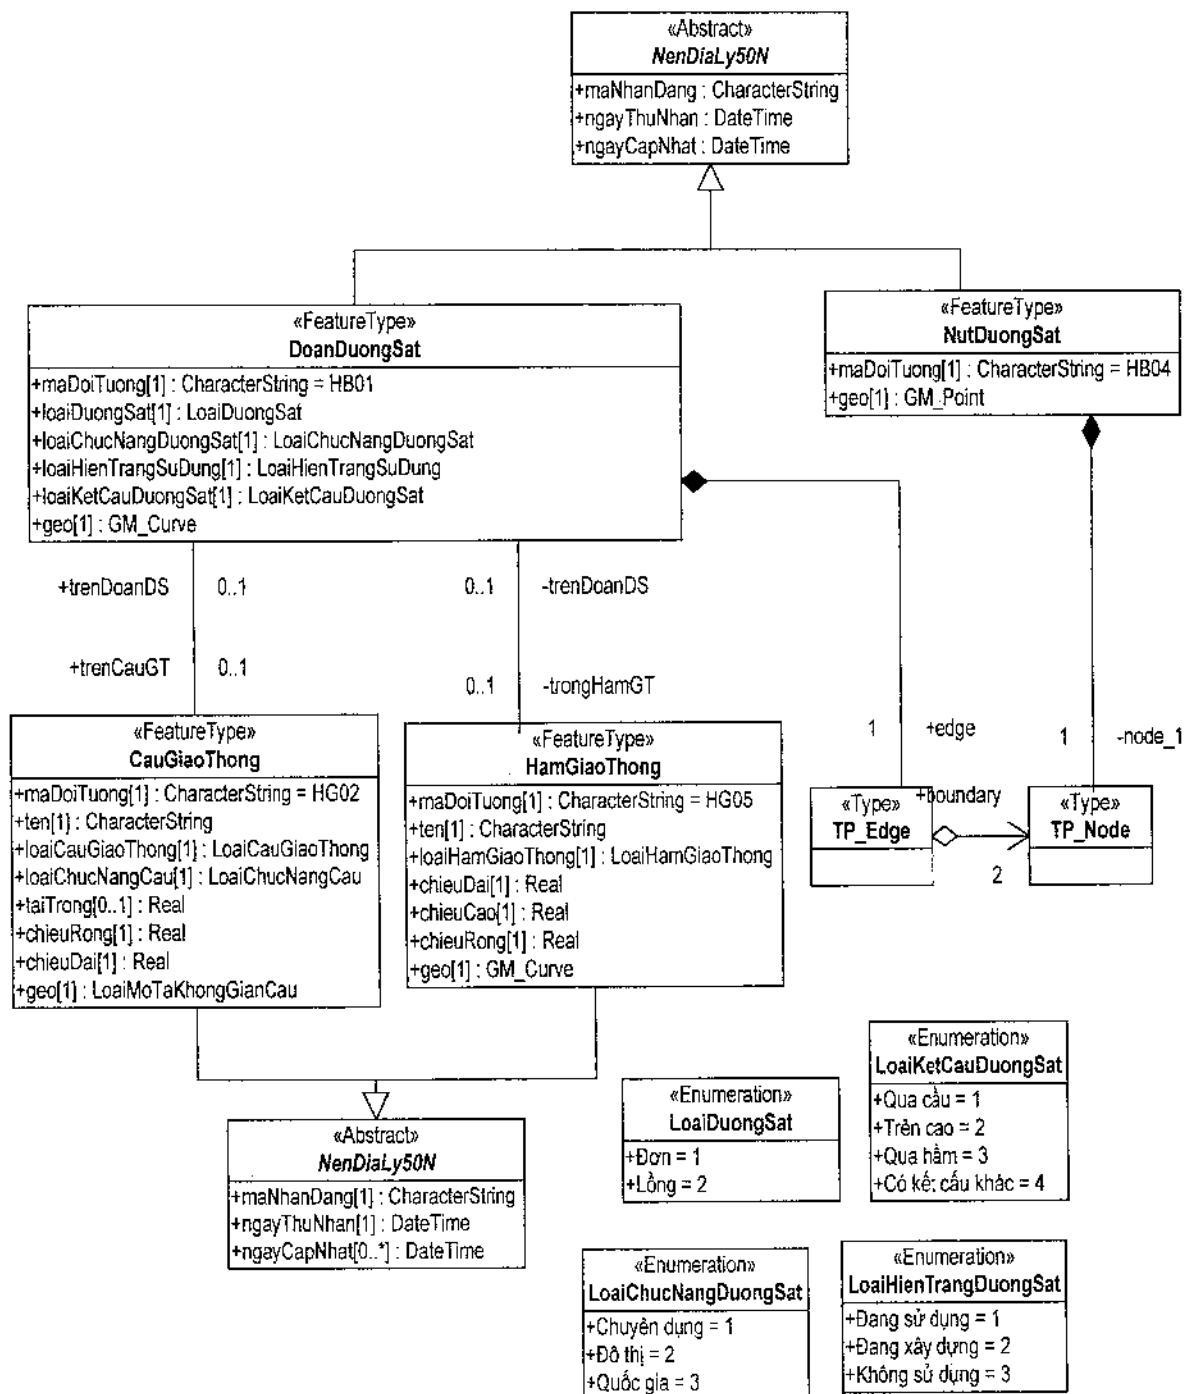 «Abstract»
NenDiaLy50N
+maNhanDang : CharacterString
+ngayThuNhan : DateTime
+ngayCapNhat : DateTime
«FeatureType»
DoanDuongSat
+maDoiTuong[1] : CharacterString = HB01
+loaiDuongSat[1] : LoaiDuongSat
+loaiChucNangDuongSat[1] : LoaiChucNangDuongSat
+loaiHienTrangSuDung[1] : LoaiHienTrangSuDung
+loaiKetCauDuongSat[1] : LoaiKetCauDuongSat
+geo[1] : GM_Curve
«FeatureType»
NutDuongSat
+maDoiTuong[1] : CharacterString = HB04
+geo[1] : GM_Point
+trenDoanDS 0..1
0..1 -trenDoanDS
+trenCauGT 0..1
0..1 -trongHamGT
1 +edge
1 -node_1
«FeatureType»
CauGiaoThong
+maDoiTuong[1] : CharacterString = HG02
+ten[1] : CharacterString
+loaiCauGiaoThong[1] : LoaiCauGiaoThong
+loaiChucNangCau[1] : LoaiChucNangCau
+taiTrong[0..1] : Real
+chieuRong[1] : Real
+chieuDai[1] : Real
+geo[1] : LoaiMoTaKhongGianCau
«FeatureType»
HamGiaoThong
+maDoiTuong[1] : CharacterString = HG05
+ten[1] : CharacterString
+loaiHamGiaoThong[1] : LoaiHamGiaoThong
+chieuDai[1] : Real
+chieuCao[1] : Real
+chieuRong[1] : Real
+geo[1] : GM_Curve
«Type»
TP_Edge
+boundary
2
«Type»
TP_Node
«Abstract»
NenDiaLy50N
+maNhanDang[1] : CharacterString
+ngayThuNhan[1] : DateTime
+ngayCapNhat[0..*] : DateTime
«Enumeration»
LoaiDuongSat
+Đơn = 1
+Lồng = 2
«Enumeration»
LoaiKetCauDuongSat
+Qua cầu = 1
+Trên cao = 2
+Qua hầm = 3
+Có kết cấu khác = 4
«Enumeration»
LoaiChucNangDuongSat
+Chuyên dụng = 1
+Đô thị = 2
+Quốc gia = 3
«Enumeration»
LoaiHienTrangDuongSat
+Đang sử dụng = 1
+Đang xây dựng = 2
+Không sử dụng = 3